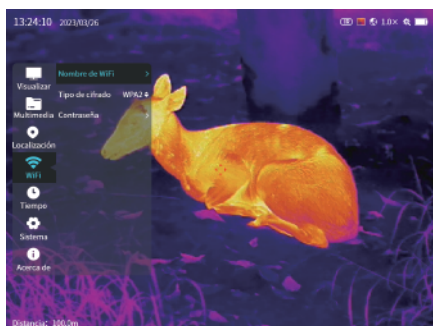 13:24:10 2023/03/26 1.0×
Visualizar
Nombre de WiFi >
Tipo de cifrado WPA2
Multimedia
Contraseña >
Localización
WiFi
Tiempo
Sistema
Acerca de
Distancia: 100.0m